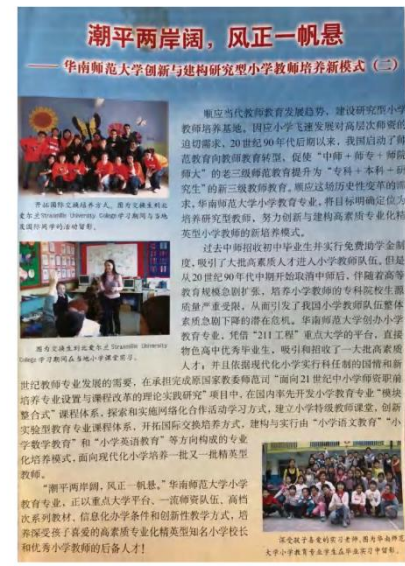 潮平两岸阔，风正一帆悬
—— 华南师范大学创新与建构研究型小学教师培养新模式（二）
顺应当代教师教育发展趋势，建设研究型小学
教师培养基地。因应小学飞速发展对高层次师资的
迫切需求，20世纪90年代后期以来，我国启动了师
范教育向教师教育转型，促使“中师＋师专＋师院
师大”的老三级师范教育提升为“专科＋本科＋研
究生”的新三级教师教育。顺应这场历史性变革的需
求，华南师范大学小学教育专业，将目标明确定位为
培养研究型教师，努力创新与建构高素质专业化精
英型小学教师的新培养模式。
过去中师招收初中毕业生并实行免费助学金制
度，吸引了大批高素质人才进入小学教师队伍。但是
从20世纪90年代中期开始取消中师后，伴随着高等
教育规模急剧扩张，培养小学教师的专科院校生源
质量严重受限，从而引发了我国小学教师队伍整体
素质急剧下降的潜在危机。华南师范大学创办小学
教育专业，凭借“211工程”重点大学的平台，直接
物色高中优秀毕业生，吸引和招收了一大批高素质
人才；并且依据现代化小学实行科任制的国情和新
世纪教师专业发展的需要，在承担完成原国家教委师范司“面向21世纪中小学师资职前
培养专业设置与课程改革的理论实践研究”项目中，在国内率先开发小学教育专业“模块
整合式”课程体系，探索和实施网络化合作活动学习方式，建立小学特级教师课堂，创新
实验型教育专业课程体系，开拓国际交换培养方式，建构与实行由“小学语文教育”“小
学数学教育”和“小学英语教育”等方向构成的专业
化培养模式，面向现代化小学培养一批又一批精英型
教师。
“潮平两岸阔，风正一帆悬。”华南师范大学小学
教育专业，正以重点大学平台、一流师资队伍、高档
次系列教材、信息化办学条件和创新性教学方式，培
养深受孩子喜爱的高素质专业化精英型知名小学校长
和优秀小学教师的后备人才！
开拓国际交换培养方式。图为交换生到北
爱尔兰Stranmillis University College学习期间与各地
及国际同学的活动留影。
图为交换生到北爱尔兰Stranmillis University
College学习期间在当地小学课堂实习。
深受孩子喜爱的实习老师。图为华南师范
大学小学教育专业学生在毕业实习中留影。